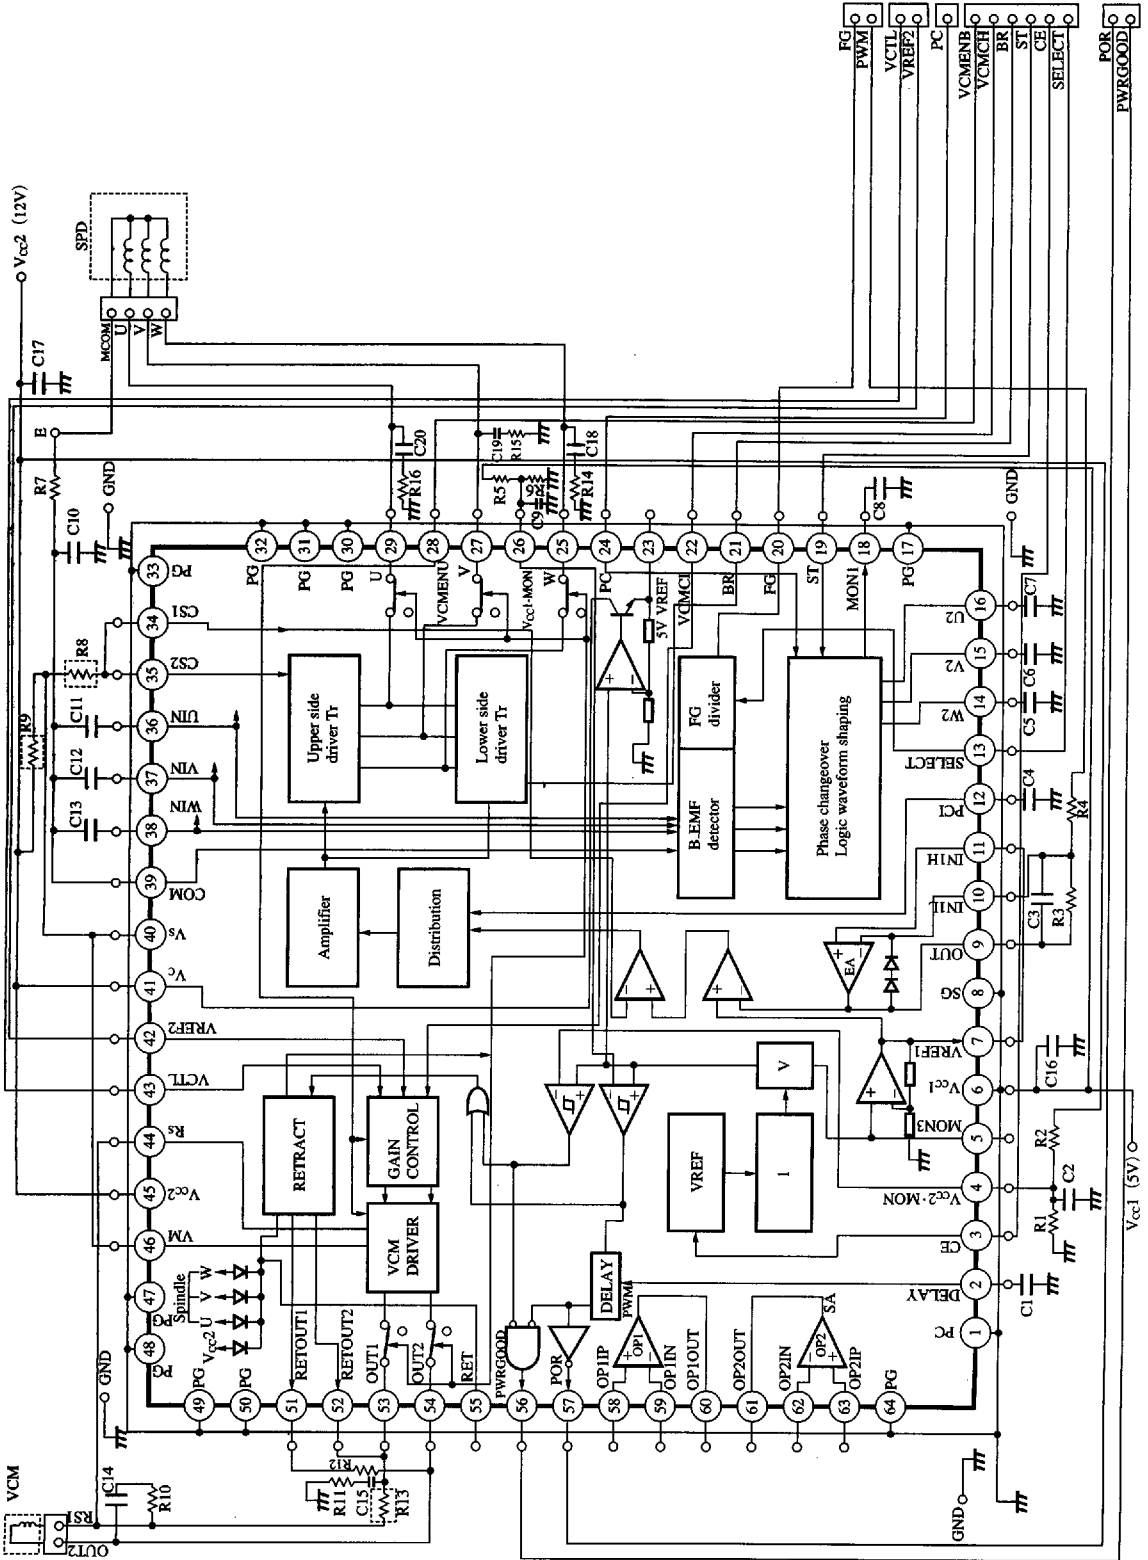 FG
PWM
VCTL
VREF2
PC
VCMENB
VCMCH
BR
ST
CE
SELECT
POR
PWRGOOD
VCC2 (12V)
SPD
MCOM
U
V
W
C17
E
R7
GND
C10
R8
R9
C11
C12
C13
C20
R16
C19
R15
R5
R6
C9
C18
R14
GND
C8
33
PG
34
CS1
35
CS2
36
UIN
37
VIN
38
WIN
39
COM
40
VS
41
VC
42
VREF2
43
VCTL
44
RS
45
VCC2
46
VM
47
PG
48
PG
32
PG
31
PG
30
PG
29
U
28
VCMENU
27
V
26
VCC1-MON
25
W
24
PC
23
5V VREF
22
VCMCI
21
BR
20
FG
19
ST
18
MON1
17
PG
16
U2
C7
15
V2
C6
14
W2
C5
13
SELECT
12
PCI
C4
11
IN1H
10
IN1L
9
OUT
8
SG
7
VREF1
6
VCC1
5
MON3
4
VCC2·MON
3
CE
2
DELAY
1
PC
R4
C3
R3
C16
R2
C2
R1
C1
VCC1 (5V)
Upper side
driver Tr
Lower side
driver Tr
FG
divider
B.EMF
detector
Phase changeover
Logic waveform shaping
Amplifier
Distribution
EA
RETRACT
GAIN
CONTROL
VCM
DRIVER
VREF
I
V
DELAY
PWM
Spindle
W
V
U
VCC2
RETOUT1
RETOUT2
OUT1
OUT2
RET
PWRGOOD
POR
OP1IP
OP1
OP1IN
OP1OUT
OP2OUT
SA
OP2IN
OP2
OP2IP
PG
49
PG
50
PG
51
52
53
54
55
56
57
58
59
60
61
62
63
64
GND
VCM
RS1
OUT2
C14
R10
R12
R11
C15
R13
GND